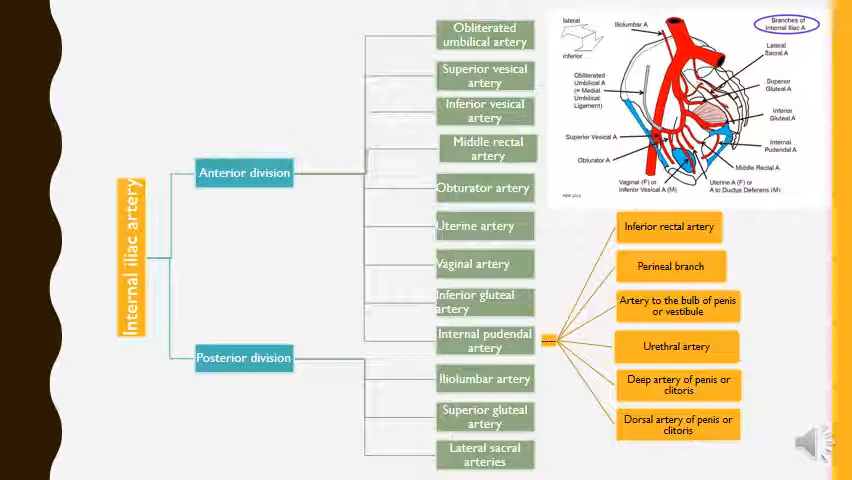 Internal iliac artery
Anterior division
Posterior division
Obliterated
umbilical artery
Superior vesical
artery
Inferior vesical
artery
Middle rectal
artery
Obturator artery
Uterine artery
Vaginal artery
Inferior gluteal
artery
Internal pudendal
artery
Iliolumbar artery
Superior gluteal
artery
Lateral sacral
arteries
Inferior rectal artery
Perineal branch
Artery to the bulb of penis
or vestibule
Urethral artery
Deep artery of penis or
clitoris
Dorsal artery of penis or
clitoris
lateral
inferior
Iliolumbar A
Branches of
Internal Iliac A
Lateral
Sacral A
Superior
Gluteal A
Inferior
Gluteal A
Internal
Pudendal A
Middle Rectal A
Uterine A (F) or
A to Ductus Deferens (M)
Vaginal (F) or
Inferior Vesical A (M)
Obturator A
Superior Vesical A
Obliterated
Umbilical A
(= Medial
Umbilical
Ligament)